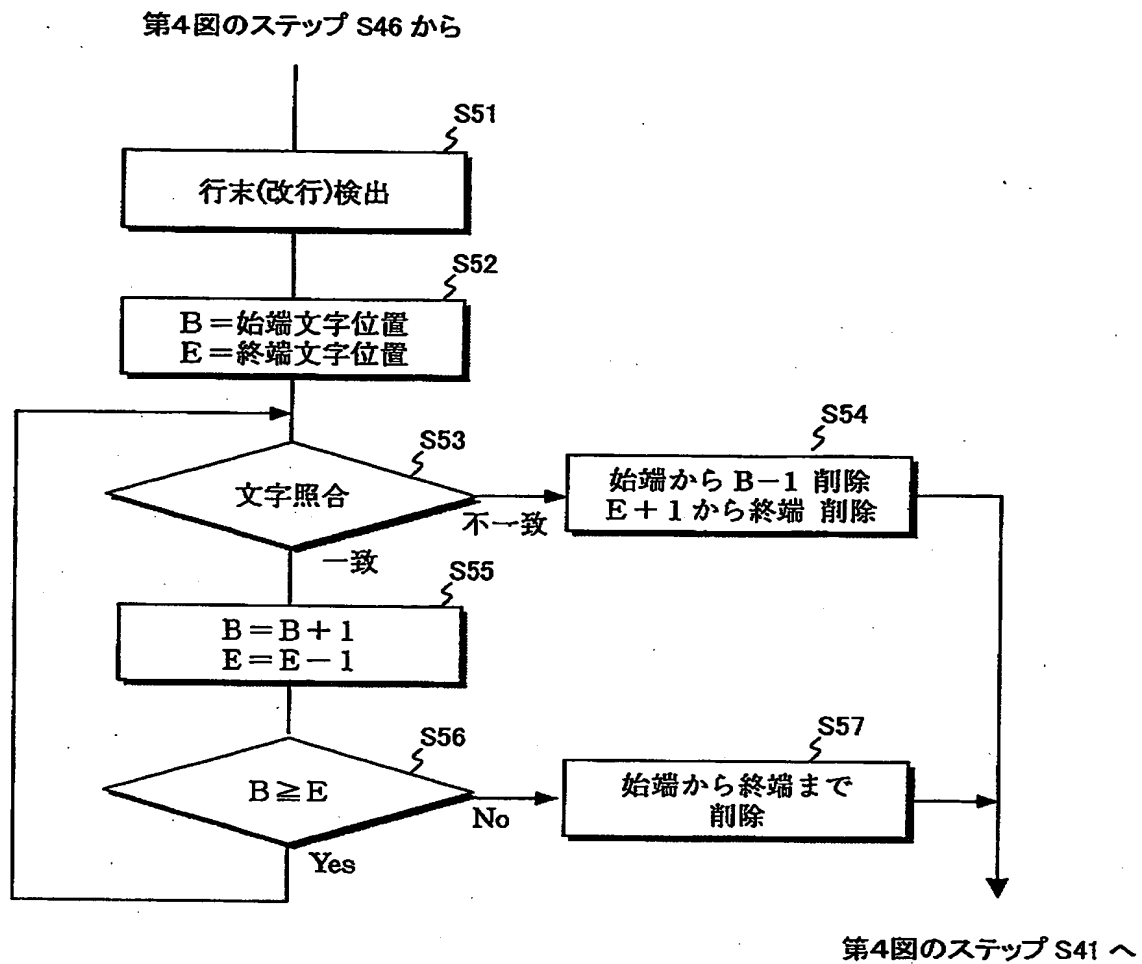 第4図のステップ S46 から
S51
行末(改行)検出
S52
B=始端文字位置
E=終端文字位置
S53
文字照合
不一致
一致
S54
始端から B-1 削除
E+1から終端 削除
S55
B=B+1
E=E-1
S56
B≧E
No
Yes
S57
始端から終端まで
削除
第4図のステップ S41 へ